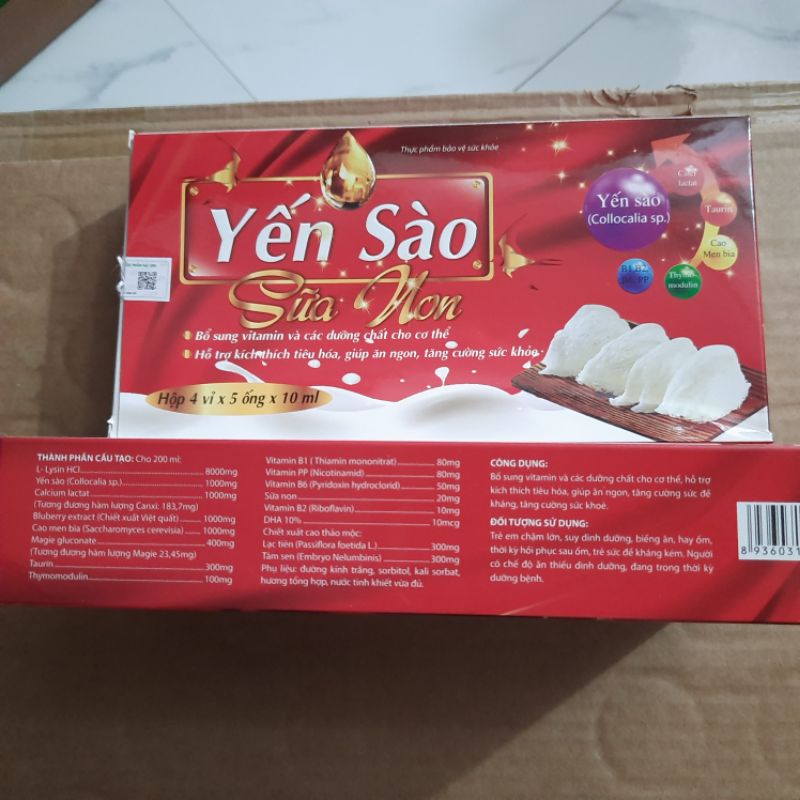 Thực phẩm bảo vệ sức khỏe
Yến Sào
Sữa Non
Bổ sung vitamin và các dưỡng chất cho cơ thể
Hỗ trợ kích thích tiêu hóa, giúp ăn ngon, tăng cường sức khỏe.
Hộp 4 vỉ x 5 ống x 10 ml
Yến sào
(Collocalia sp.)
Calci
lactat
Taurin
Cao
Men bia
Thymo-
modulin
B1, B2
B6, PP
THÀNH PHẦN CẤU TẠO: Cho 200 ml:
L- Lysin HCl 8000mg
Yến sào (Collocalia sp.) 1000mg
Calcium lactat 1000mg
(Tương đương hàm lượng Canxi: 183,7mg)
Bluberry extract (Chiết xuất Việt quất) 1000mg
Cao men bia (Saccharomyces cerevisia) 1000mg
Magie gluconate 400mg
(Tương đương hàm lượng Magie 23,45mg)
Taurin 300mg
Thymomodulin 100mg
Vitamin B1 ( Thiamin mononitrat) 80mg
Vitamin PP (Nicotinamid) 80mg
Vitamin B6 (Pyridoxin hydroclorid) 50mg
Sữa non 20mg
Vitamin B2 (Riboflavin) 10mg
DHA 10% 10mcg
Chiết xuất cao thảo mộc:
Lạc tiên (Passiflora foetida L.) 300mg
Tâm sen (Embryo Nelumbinis) 300mg
Phụ liệu: đường kính trắng, sorbitol, kali sorbat,
hương tổng hợp, nước tinh khiết vừa đủ.
CÔNG DỤNG:
Bổ sung vitamin và các dưỡng chất cho cơ thể, hỗ trợ
kích thích tiêu hóa, giúp ăn ngon, tăng cường sức đề
kháng, tăng cường sức khỏe.
ĐỐI TƯỢNG SỬ DỤNG:
Trẻ em chậm lớn, suy dinh dưỡng, biếng ăn, hay ốm,
thời kỳ hồi phục sau ốm, trẻ sức đề kháng kém. Người
có chế độ ăn thiếu dinh dưỡng, đang trong thời kỳ
dưỡng bệnh.
8 936031